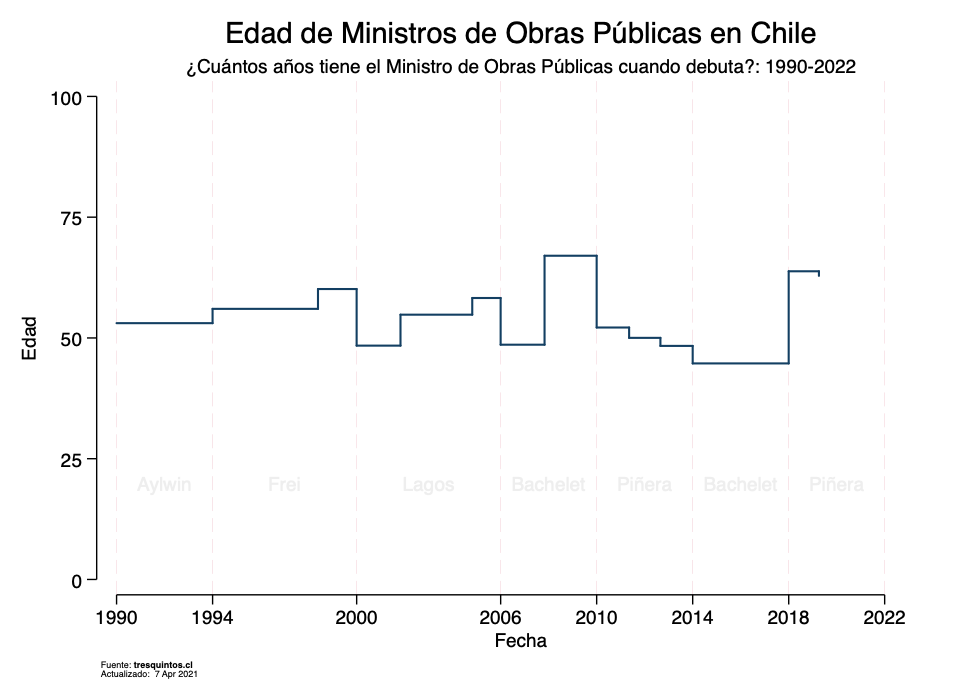 Edad de Ministros de Obras Públicas en Chile
¿Cuántos años tiene el Ministro de Obras Públicas cuando debuta?: 1990-2022
100
75
50
25
0
Edad
Aylwin Frei Lagos Bachelet Piñera Bachelet Piñera
1990 1994 2000 2006 2010 2014 2018 2022
Fecha
Fuente: tresquintos.cl
Actualizado: 7 Apr 2021